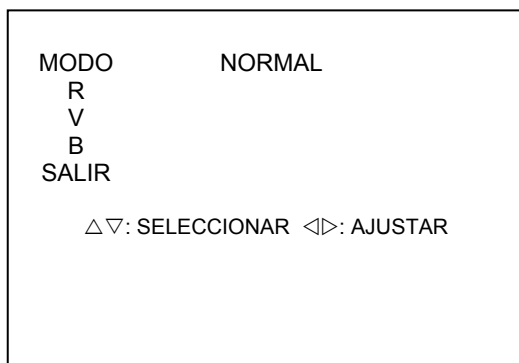 MODO NORMAL
R
V
B
SALIR
△▽: SELECCIONAR ◁▷: AJUSTAR